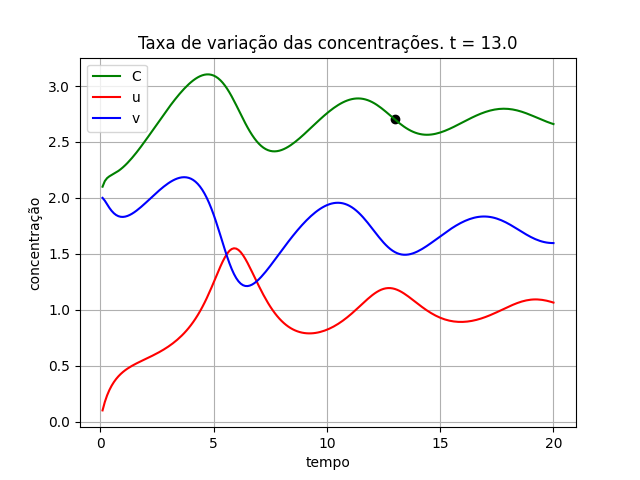 Taxa de variação das concentrações. t = 13.0
C
u
v
concentração
3.0
2.5
2.0
1.5
1.0
0.5
0.0
0 5 10 15 20
tempo